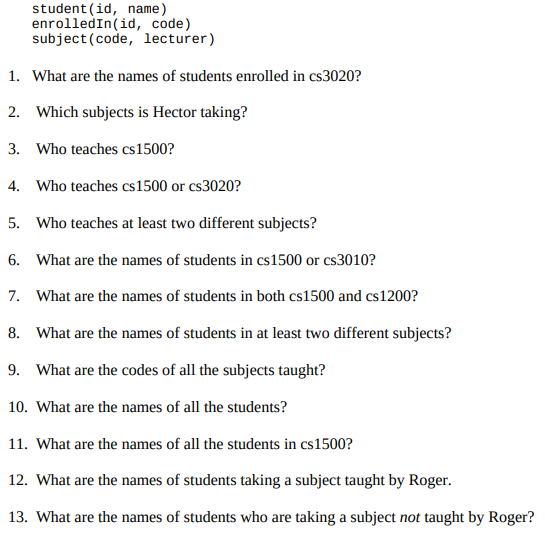 student(id, name)
enrolledIn(id, code)
subject(code, lecturer)
1. What are the names of students enrolled in cs3020?
2. Which subjects is Hector taking?
3. Who teaches cs1500?
4. Who teaches cs1500 or cs3020?
5. Who teaches at least two different subjects?
6. What are the names of students in cs1500 or cs3010?
7. What are the names of students in both cs1500 and cs1200?
8. What are the names of students in at least two different subjects?
9. What are the codes of all the subjects taught?
10. What are the names of all the students?
11. What are the names of all the students in cs1500?
12. What are the names of students taking a subject taught by Roger.
13. What are the names of students who are taking a subject not taught by Roger?